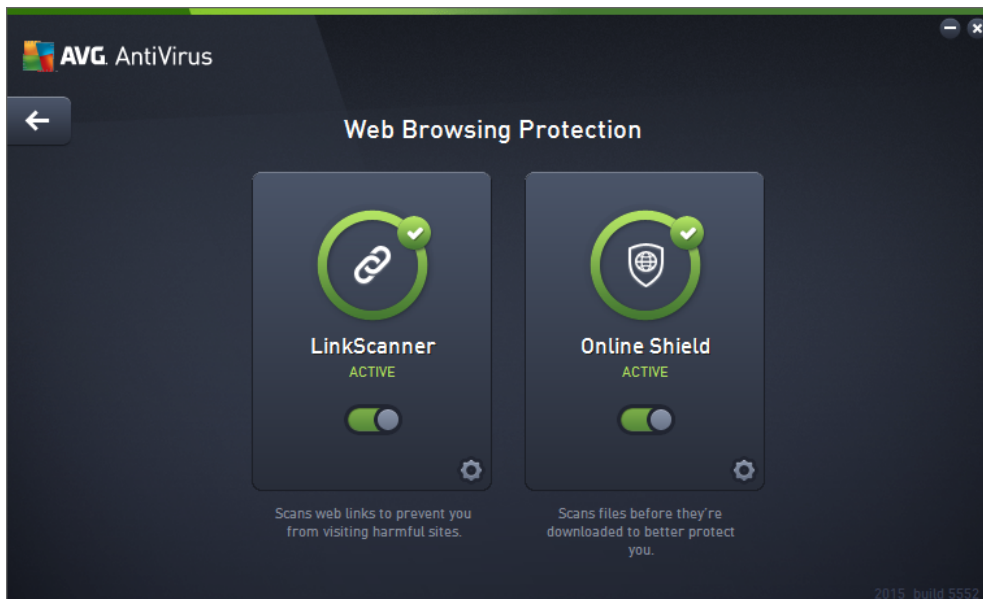 AVG. AntiVirus
Web Browsing Protection
LinkScanner
ACTIVE
Scans web links to prevent you
from visiting harmful sites.
Online Shield
ACTIVE
Scans files before they're
downloaded to better protect
you.
2015 build 5552